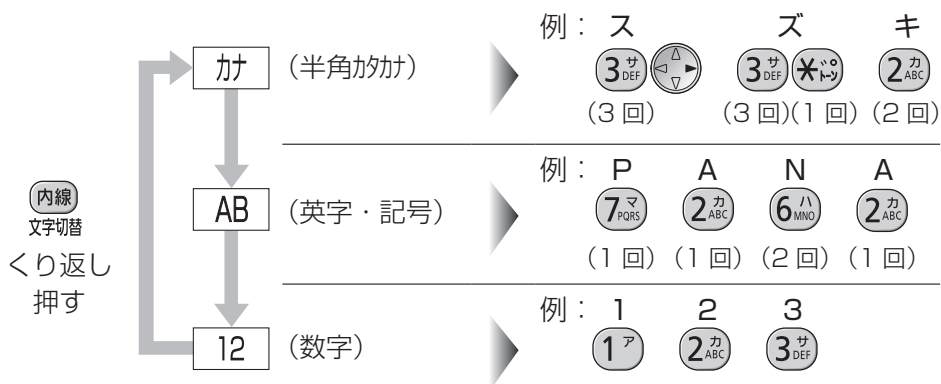 例：ス ズ キ
カナ （半角ｶﾀｶﾅ） 3サDEF 3サDEF *゛゜トーン 2カABC
（3回） （3回）（1回） （2回）
例：P A N A
内線 AB （英字・記号） 7マPQRS 2カABC 6ハMNO 2カABC
文字切替 （1回） （1回） （2回） （1回）
くり返し
押す
例：1 2 3
12 （数字） 1ア 2カABC 3サDEF